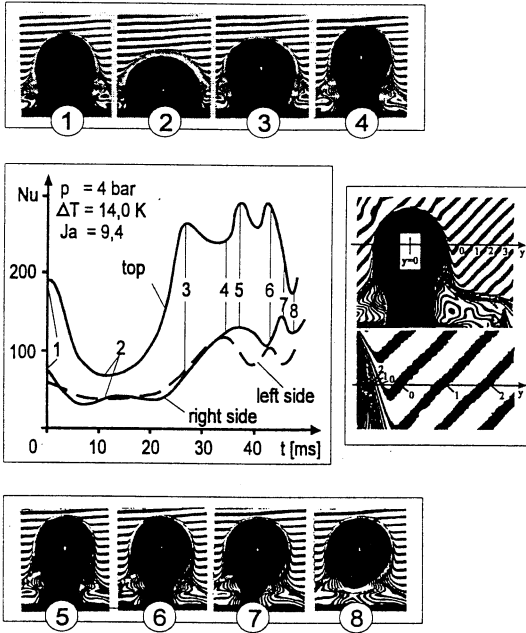 1 2 3 4
Nu
p = 4 bar
ΔT = 14,0 K
Ja = 9,4
top
200
100
0
1
2
3 4 5 6
7
8
left side
right side
10 20 30 40 t [ms]
y=0
0 1 2 3 y
2 1 0
0 1 2 y
5 6 7 8